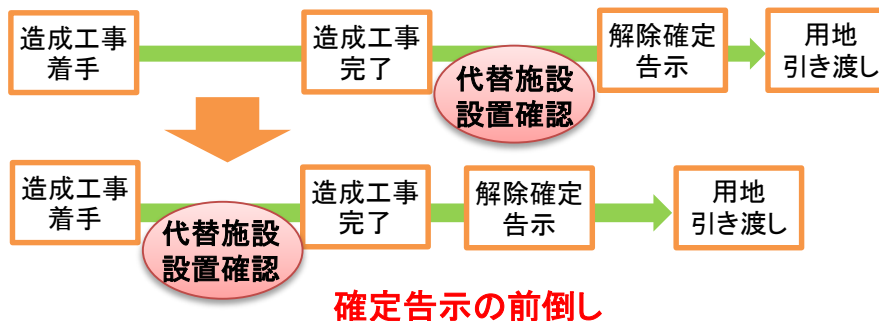 造成工事
着手
造成工事
完了
代替施設
設置確認
解除確定
告示
用地
引き渡し
造成工事
着手
代替施設
設置確認
造成工事
完了
解除確定
告示
用地
引き渡し
確定告示の前倒し